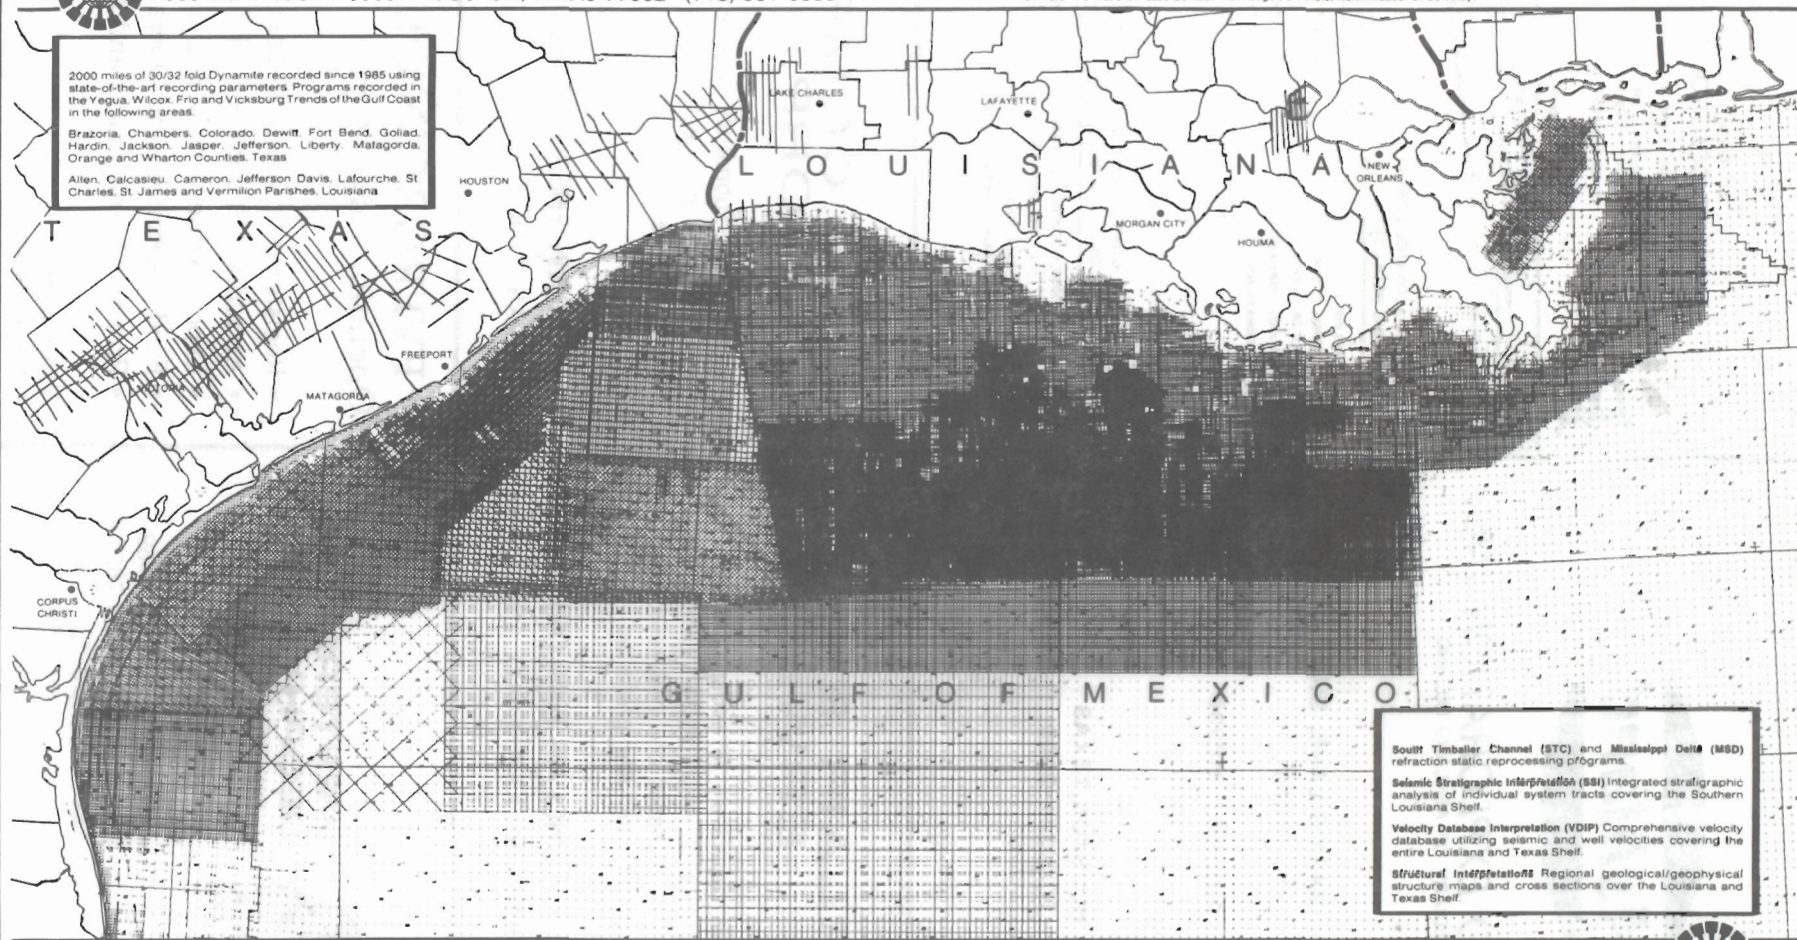 2000 miles of 30/32 fold Dynamite recorded since 1985 using
state-of-the-art recording parameters. Programs recorded in
the Yegua, Wilcox, Frio and Vicksburg Trends of the Gulf Coast
in the following areas.
Brazoria, Chambers, Colorado, Dewitt, Fort Bend, Goliad,
Hardin, Jackson, Jasper, Jefferson, Liberty, Matagorda,
Orange and Wharton Counties, Texas
Allen, Calcasieu, Cameron, Jefferson Davis, Lafourche, St
Charles, St. James and Vermilion Parishes, Louisiana
LAKE CHARLES
LAFAYETTE
LOUISIANA
NEW
ORLEANS
HOUSTON
MORGAN CITY
HOUMA
TEXAS
FREEPORT
VICTORIA
MATAGORDA
CORPUS
CHRISTI
GULF OF MEXICO
South Timbalier Channel (STC) and Mississippi Delta (MSD)
refraction static reprocessing programs.
Seismic Stratigraphic Interpretation (SSI) Integrated stratigraphic
analysis of individual system tracts covering the Southern
Louisiana Shelf.
Velocity Database Interpretation (VDIP) Comprehensive velocity
database utilizing seismic and well velocities covering the
entire Louisiana and Texas Shelf.
Structural Interpretations Regional geological/geophysical
structure maps and cross sections over the Louisiana and
Texas Shelf.